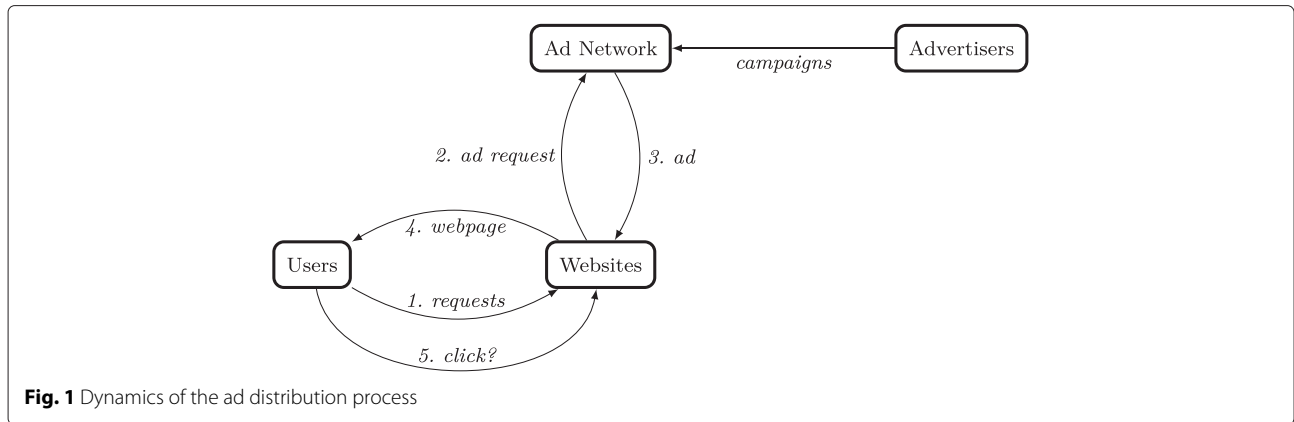 Ad Network
Advertisers
campaigns
2. ad request
3. ad
4. webpage
Users
Websites
1. requests
5. click?
Fig. 1 Dynamics of the ad distribution process